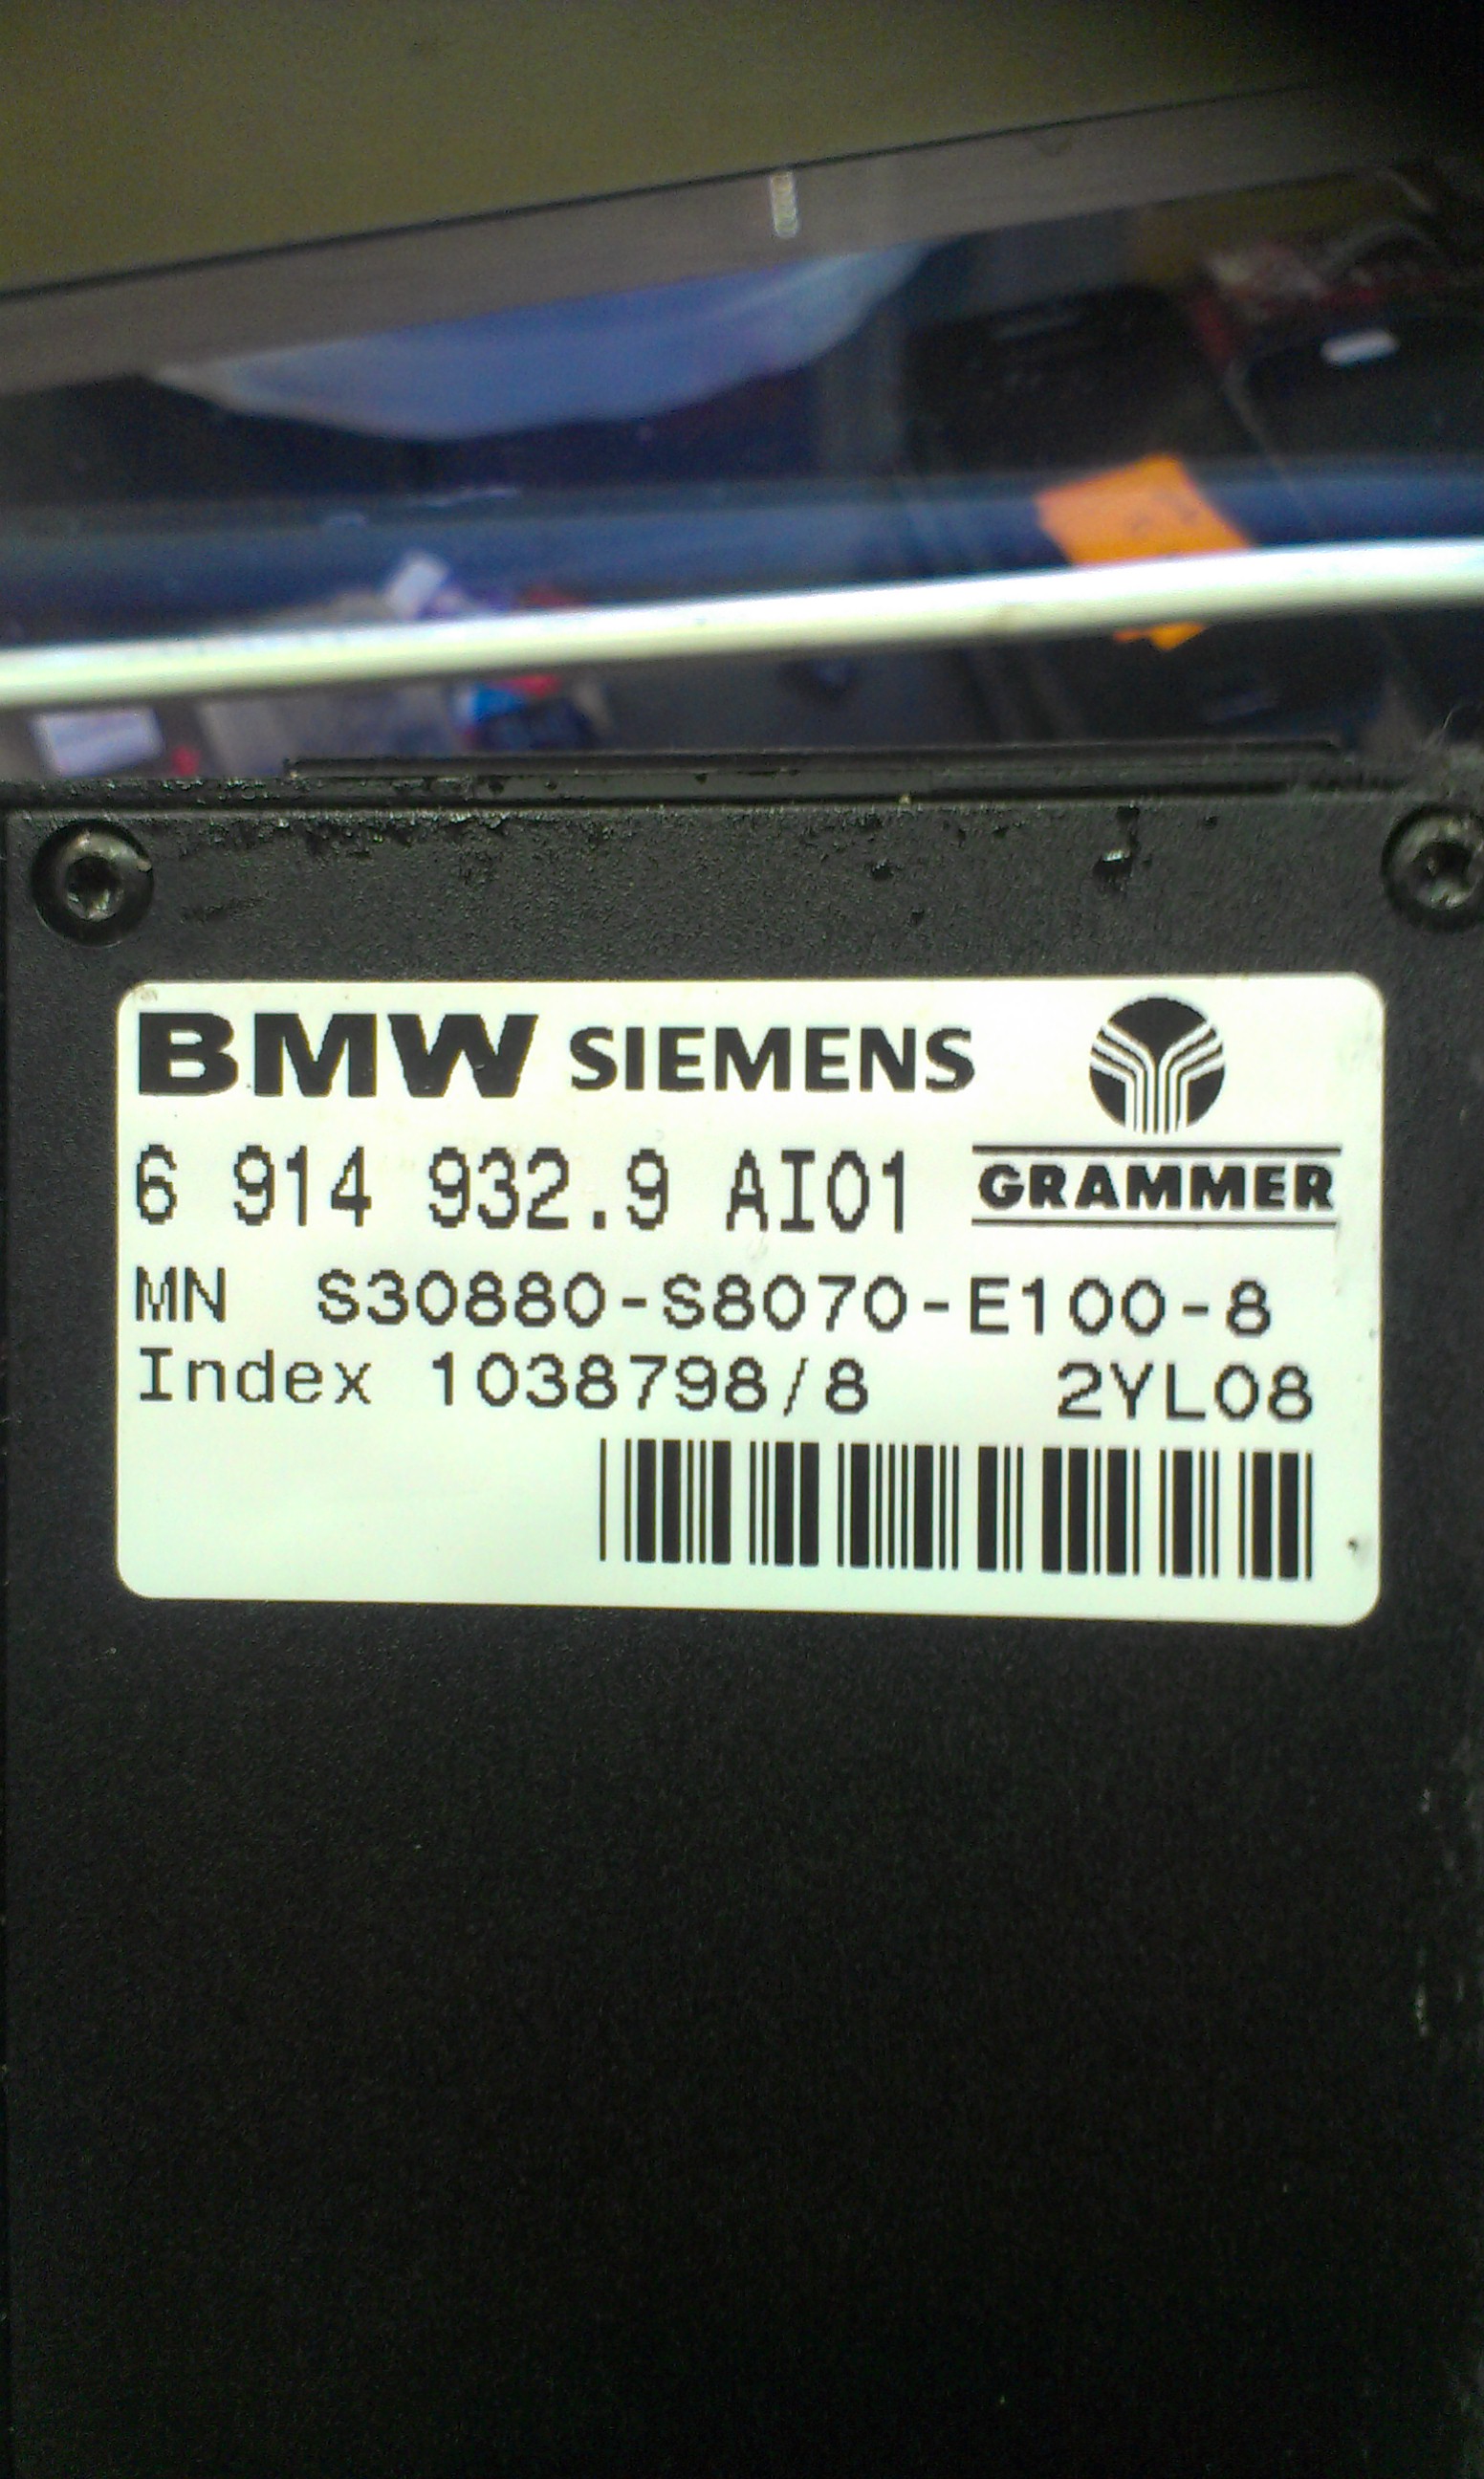 BMW SIEMENS
6 914 932.9 AI01
GRAMMER
MN S30880-S8070-E100-8
Index 1038798/8 2YL08